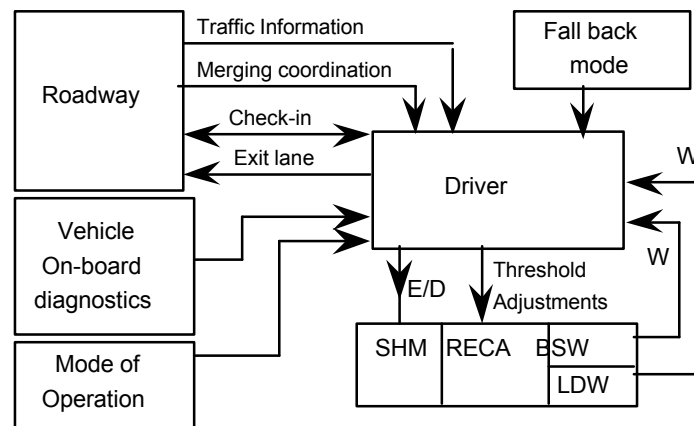 Traffic Information
Merging coordination
Roadway
Check-in
Exit lane
Fall back
mode
Driver
W
W
Vehicle
On-board
diagnostics
E/D
Threshold
Adjustments
Mode of
Operation
SHM RECA BSW
LDW